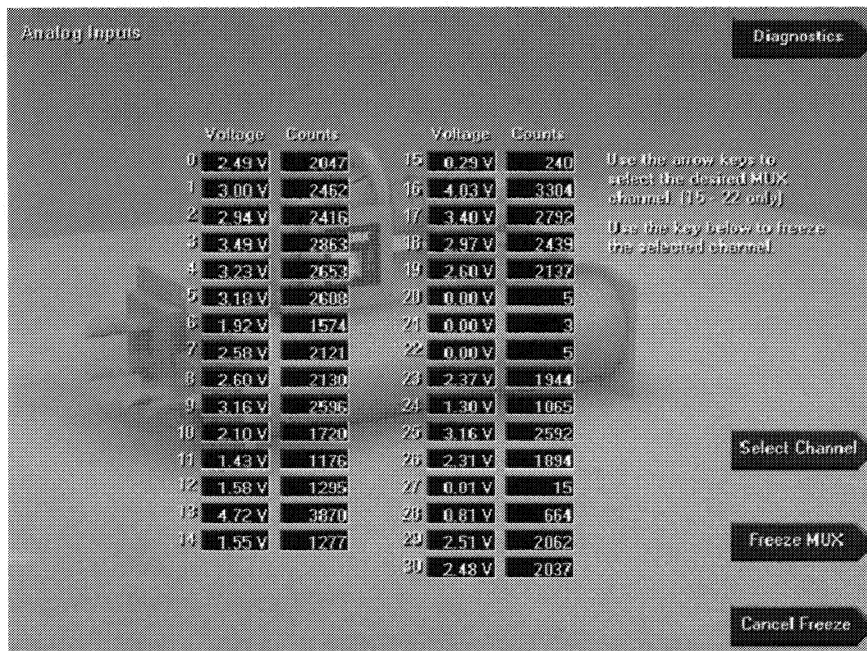 Analog Inputs
Diagnostics
Voltage Counts Voltage Counts
0 2.49 V 2047 15 0.29 V 240
1 3.00 V 2462 16 4.03 V 3304
2 2.94 V 2416 17 3.40 V 2792
3 3.49 V 2863 18 2.97 V 2439
4 3.23 V 2653 19 2.60 V 2137
5 3.18 V 2608 20 0.00 V 5
6 1.92 V 1574 21 0.00 V 3
7 2.58 V 2121 22 0.00 V 5
8 2.60 V 2130 23 2.37 V 1944
9 3.16 V 2596 24 1.30 V 1065
10 2.10 V 1720 25 3.16 V 2592
11 1.43 V 1176 26 2.31 V 1894
12 1.58 V 1295 27 0.01 V 15
13 4.72 V 3870 28 0.81 V 664
14 1.55 V 1277 29 2.51 V 2062
30 2.48 V 2037
Use the arrow keys to
select the desired MUX
channel. (15 - 22 only)
Use the key below to freeze
the selected channel.
Select Channel
Freeze MUX
Cancel Freeze